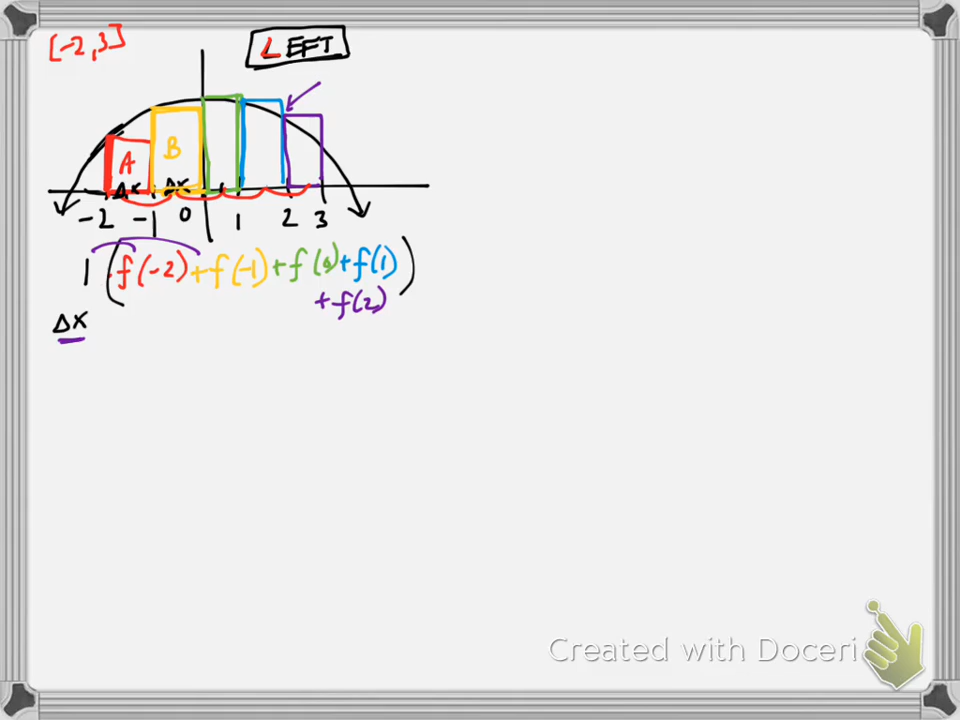 [-2,3]
LEFT
A B
Δx Δx
-2 -1 0 1 2 3
1 (f(-2) + f(-1) + f(0) + f(1)
+ f(2))
Δx
Created with Doceri